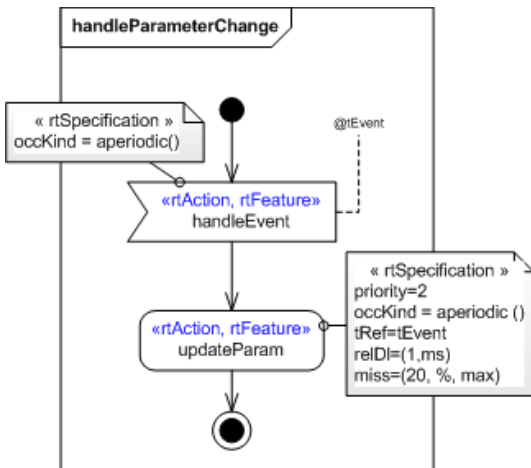 handleParameterChange
« rtSpecification »
occKind = aperiodic()
@tEvent
«rtAction, rtFeature»
handleEvent
« rtSpecification »
priority=2
occKind = aperiodic ()
tRef=tEvent
relDl=(1,ms)
miss=(20, %, max)
«rtAction, rtFeature»
updateParam